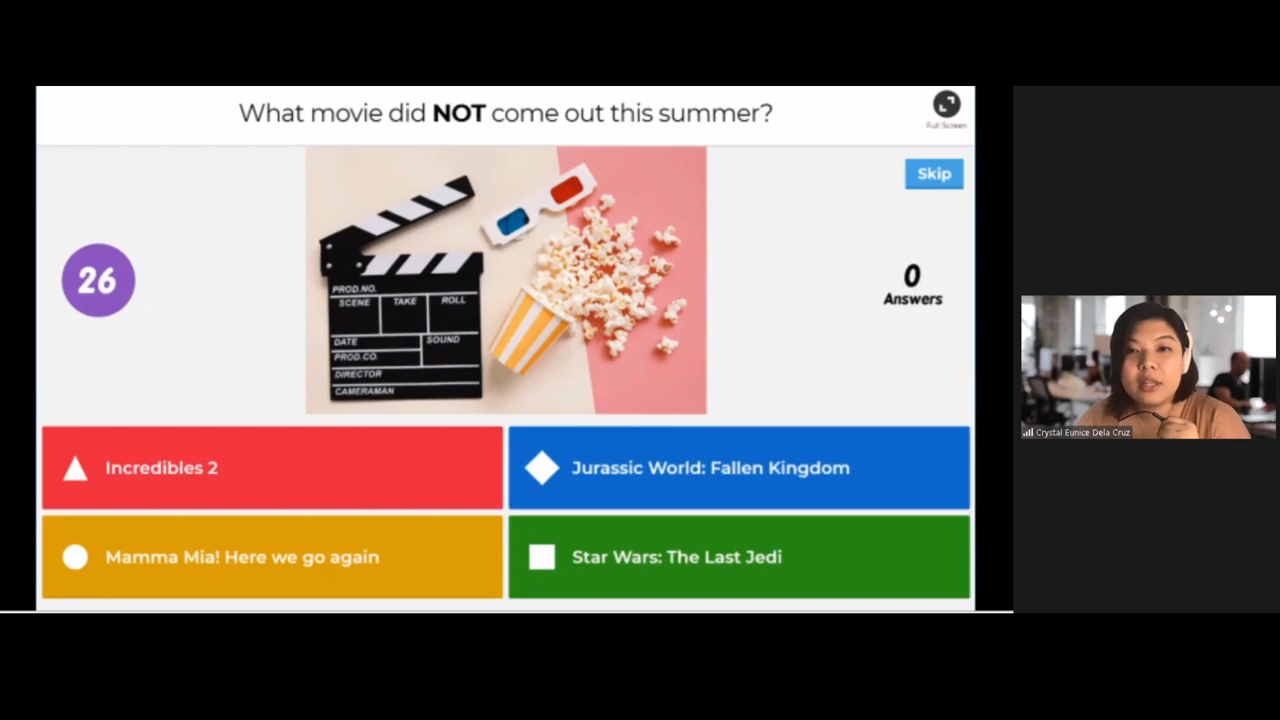 What movie did NOT come out this summer?
Full Screen
Skip
26
0
Answers
PROD.NO.
SCENE TAKE ROLL
DATE SOUND
PROD.CO.
DIRECTOR
CAMERAMAN
Incredibles 2
Jurassic World: Fallen Kingdom
Mamma Mia! Here we go again
Star Wars: The Last Jedi
Crystal Eunice Dela Cruz